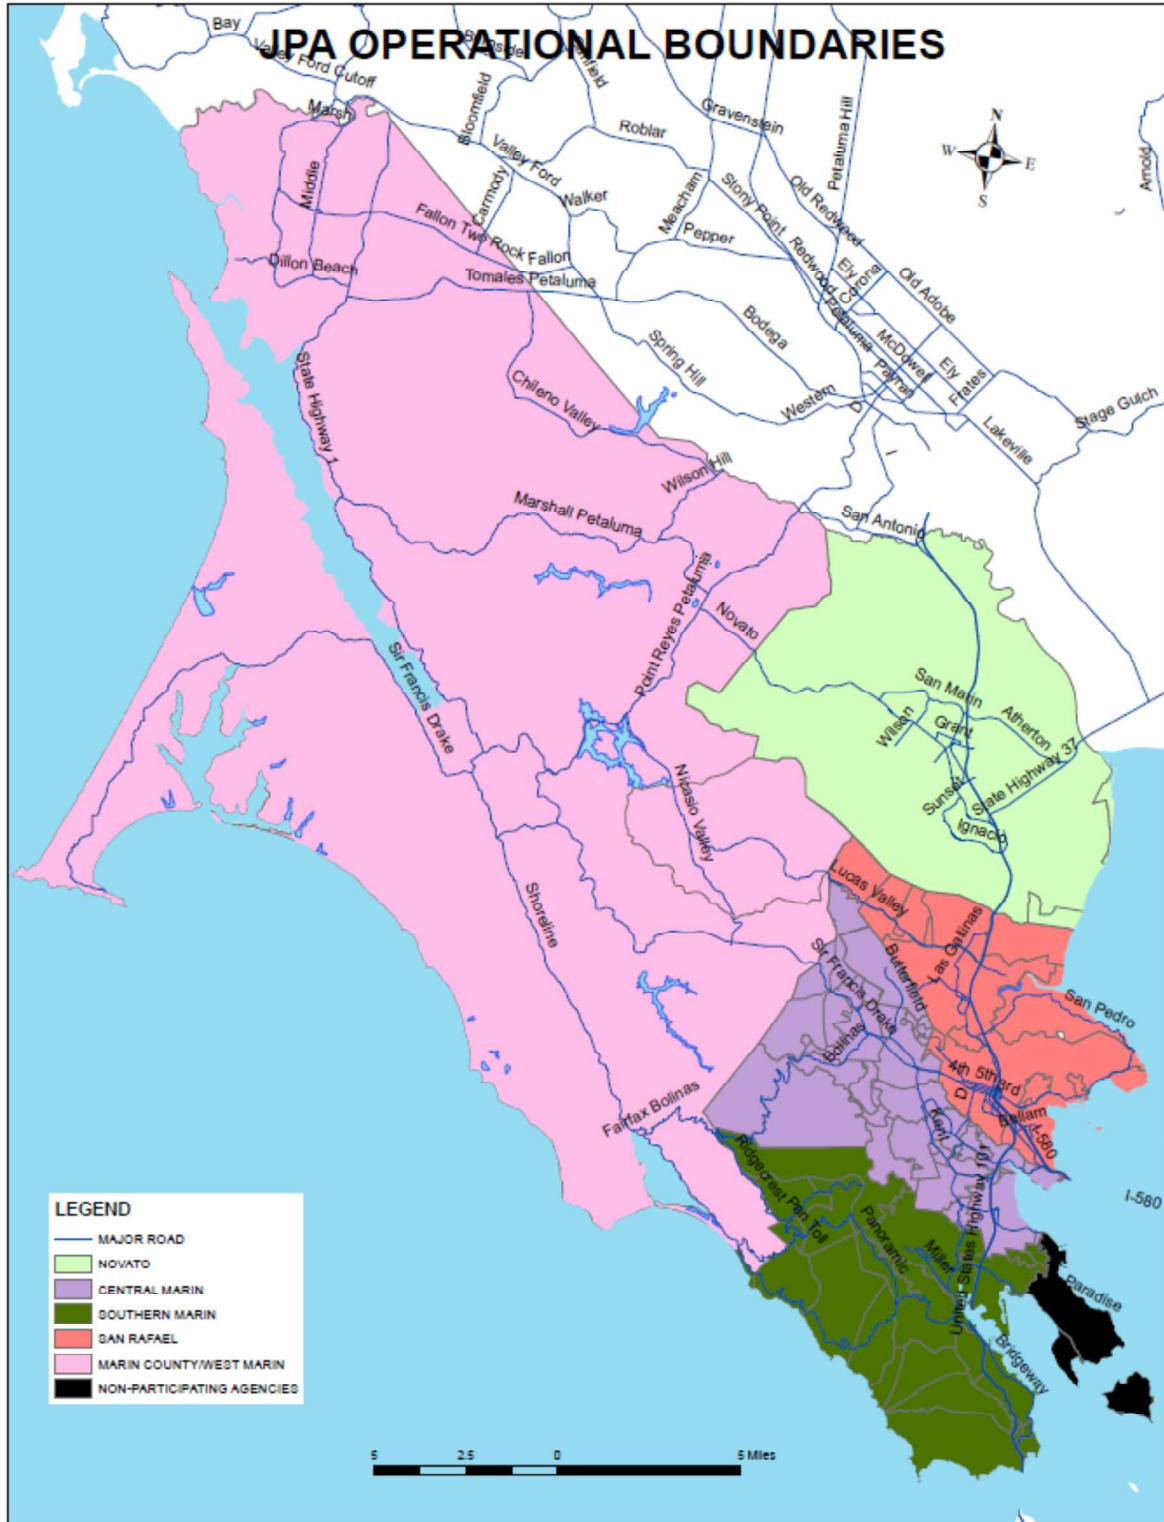 JPA OPERATIONAL BOUNDARIES
Bay
Valley Ford Cutoff
Marsh
Bloomfield
Gravenstein
Petaluma Hill
Roblar
Arnold
N
W
E
S
Middle
Carmody
Valley Ford
Walker
Meacham
Stony Point
Old Redwood
Pepper
Fallon Two Rock
Fallon
Dillon Beach
Tomales Petaluma
Redwood
Ely
Corona
Old Adobe
Petaluma
Bodega
Spring Hill
McDowell
Payran
Ely
Frates
Western
D
I
Lakeville
Stage Gulch
State Highway 1
Chileno Valley
Wilson Hill
Marshall Petaluma
San Antonio
Point Reyes Petaluma
Novato
Sir Francis Drake
San Marin
Wilson
Grant
Atherton
State Highway 37
Sunset
Ignacio
Nicasio Valley
Shoreline
Lucas Valley
Las Gallinas
Sir Francis Drake
Butterfield
San Pedro
Bolinas
4th
5th
3rd
D
Bellam
Kent
I-580
I-580
Fairfax Bolinas
Ridgecrest
Pan Toll
Panoramic
Miller
United States Highway 101
Paradise
Bridgeway
LEGEND
MAJOR ROAD
NOVATO
CENTRAL MARIN
SOUTHERN MARIN
SAN RAFAEL
MARIN COUNTY/WEST MARIN
NON-PARTICIPATING AGENCIES
5 2.5 0 5 Miles